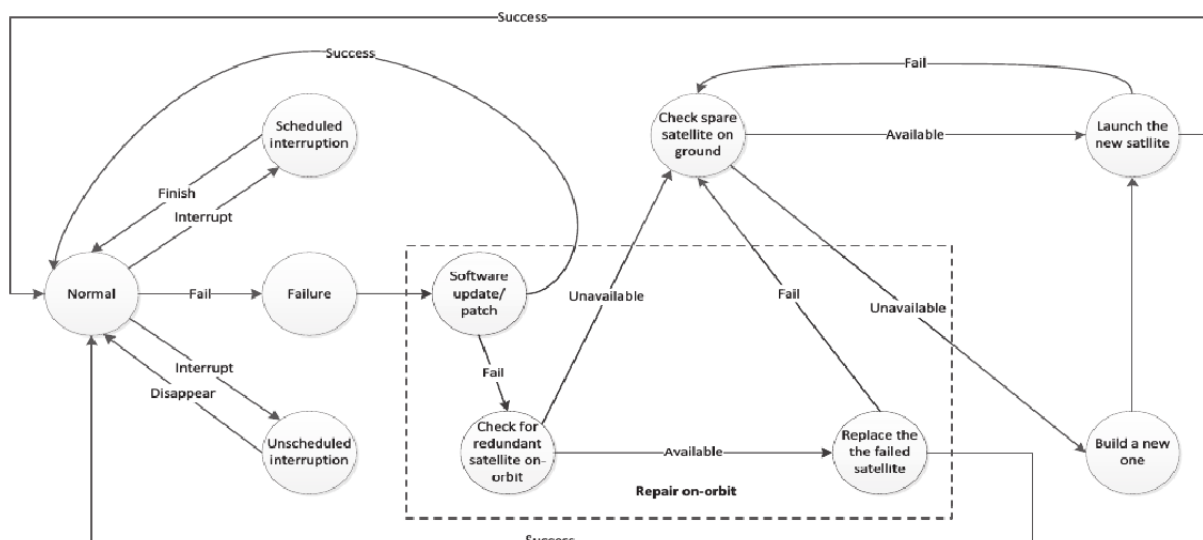 Success
Success
Fail
Scheduled
interruption
Check spare
satellite on
ground
Available
Launch the
new satllite
Finish
Interrupt
Normal
Fail
Failure
Software
update/
patch
Unavailable
Fail
Unavailable
Interrupt
Disappear
Fail
Unscheduled
interruption
Check for
redundant
satellite on-
orbit
Available
Replace the
the failed
satellite
Build a new
one
Repair on-orbit
Success